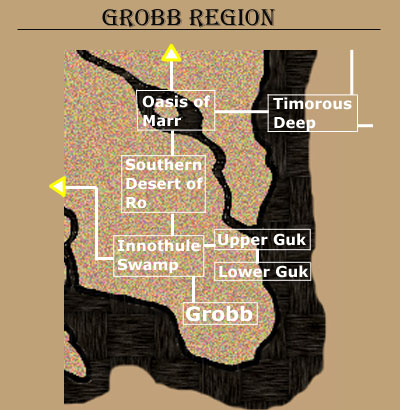 GROBB REGION
Oasis of
Marr
Timorous
Deep
Southern
Desert of
Ro
Innothule
Swamp
Upper Guk
Lower Guk
Grobb